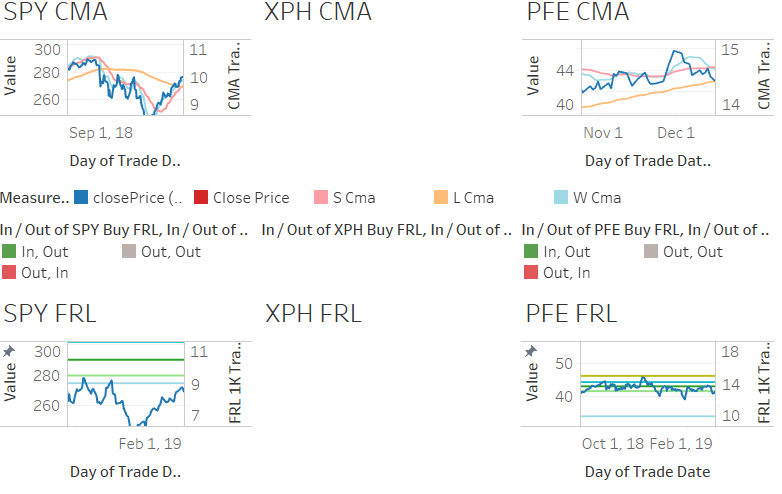 SPY CMA
XPH CMA
PFE CMA
Value
300
280
260
11
10
9
CMA Tra..
Sep 1, 18
Day of Trade D..
Value
44
40
15
14
CMA Tra..
Nov 1
Dec 1
Day of Trade Dat..
Measure..
closePrice (..
Close Price
S Cma
L Cma
W Cma
In / Out of SPY Buy FRL, In / Out of ..
In / Out of XPH Buy FRL, In / Out of ..
In / Out of PFE Buy FRL, In / Out of ..
In, Out
Out, Out
Out, In
In, Out
Out, Out
Out, In
SPY FRL
XPH FRL
PFE FRL
Value
300
280
260
11
9
7
FRL 1K Tra..
Feb 1, 19
Day of Trade D..
Value
50
40
18
14
10
FRL 1K Tra..
Oct 1, 18
Feb 1, 19
Day of Trade Date